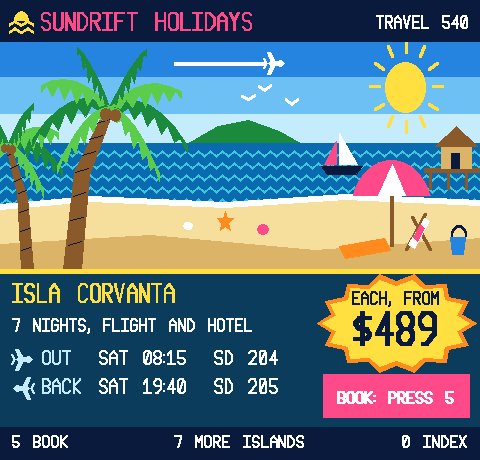 SUNDRIFT HOLIDAYS
TRAVEL 540
ISLA CORVANTA
7 NIGHTS, FLIGHT AND HOTEL
OUT SAT 08:15 SD 204
BACK SAT 19:40 SD 205
EACH, FROM
$489
BOOK: PRESS 5
5 BOOK
7 MORE ISLANDS
0 INDEX